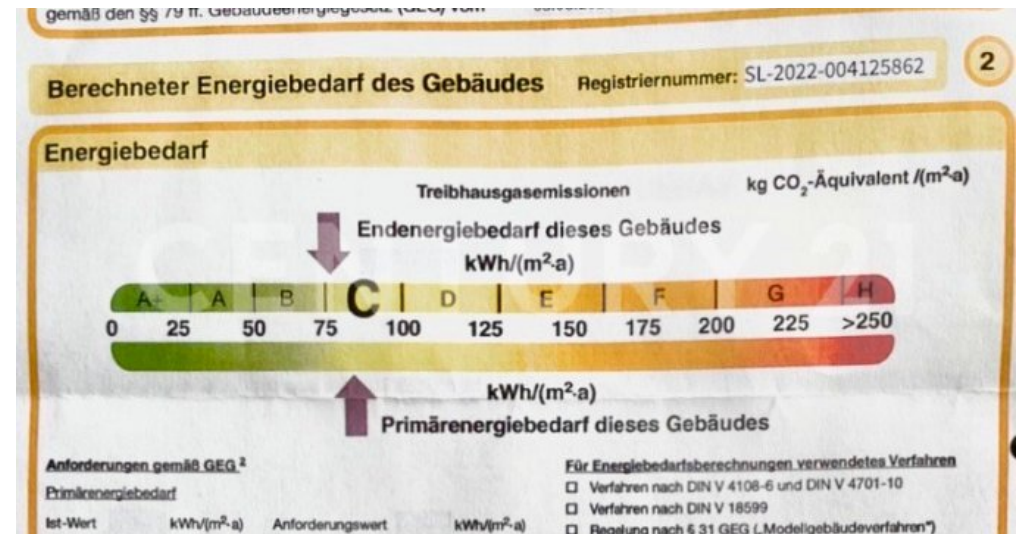 gemäß den §§ 79 ff. Gebäudeenergiegesetz (GEG) vom
Berechneter Energiebedarf des Gebäudes Registriernummer: SL-2022-004125862 2
Energiebedarf
Treibhausgasemissionen kg CO₂-Äquivalent /(m²·a)
Endenergiebedarf dieses Gebäudes
kWh/(m²·a)
A+ A B C D E F G H
0 25 50 75 100 125 150 175 200 225 >250
kWh/(m²·a)
Primärenergiebedarf dieses Gebäudes
Anforderungen gemäß GEG ² Für Energiebedarfsberechnungen verwendetes Verfahren
Primärenergiebedarf □ Verfahren nach DIN V 4108-6 und DIN V 4701-10
□ Verfahren nach DIN V 18599
Ist-Wert kWh/(m²·a) Anforderungswert kWh/(m²·a) □ Regelung nach § 31 GEG („Modellgebäudeverfahren“)
CENTURY 21